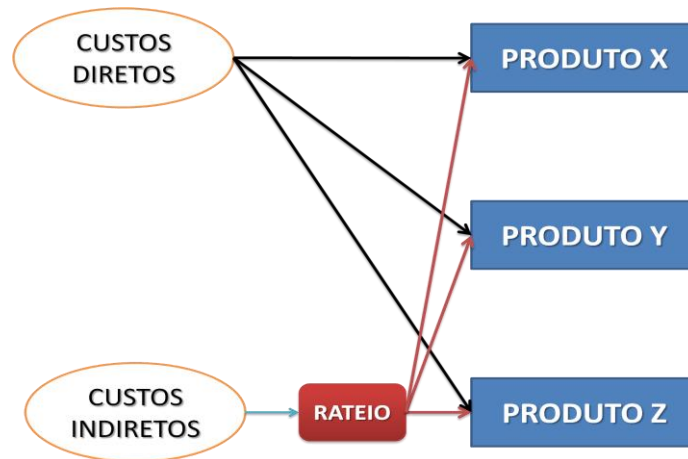 CUSTOS
DIRETOS
PRODUTO X
PRODUTO Y
CUSTOS
INDIRETOS
RATEIO
PRODUTO Z